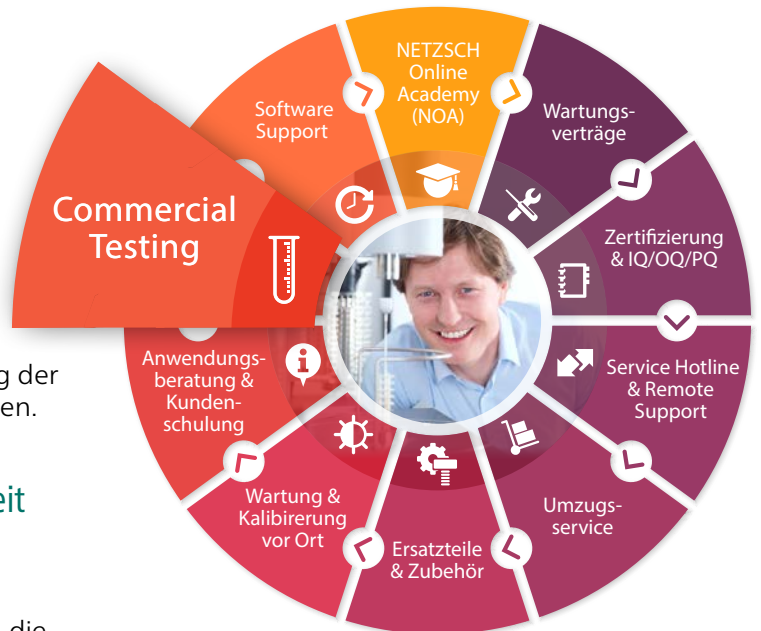 NETZSCH
Online
Academy
(NOA)
Wartungs-
verträge
Zertifizierung
& IQ/OQ/PQ
Service Hotline
& Remote
Support
Umzugs-
service
Ersatzteile
& Zubehör
Wartung &
Kalibirerung
vor Ort
Anwendungs-
beratung &
Kunden-
schulung
Commercial
Testing
Software
Support
g der
en.
eit
die